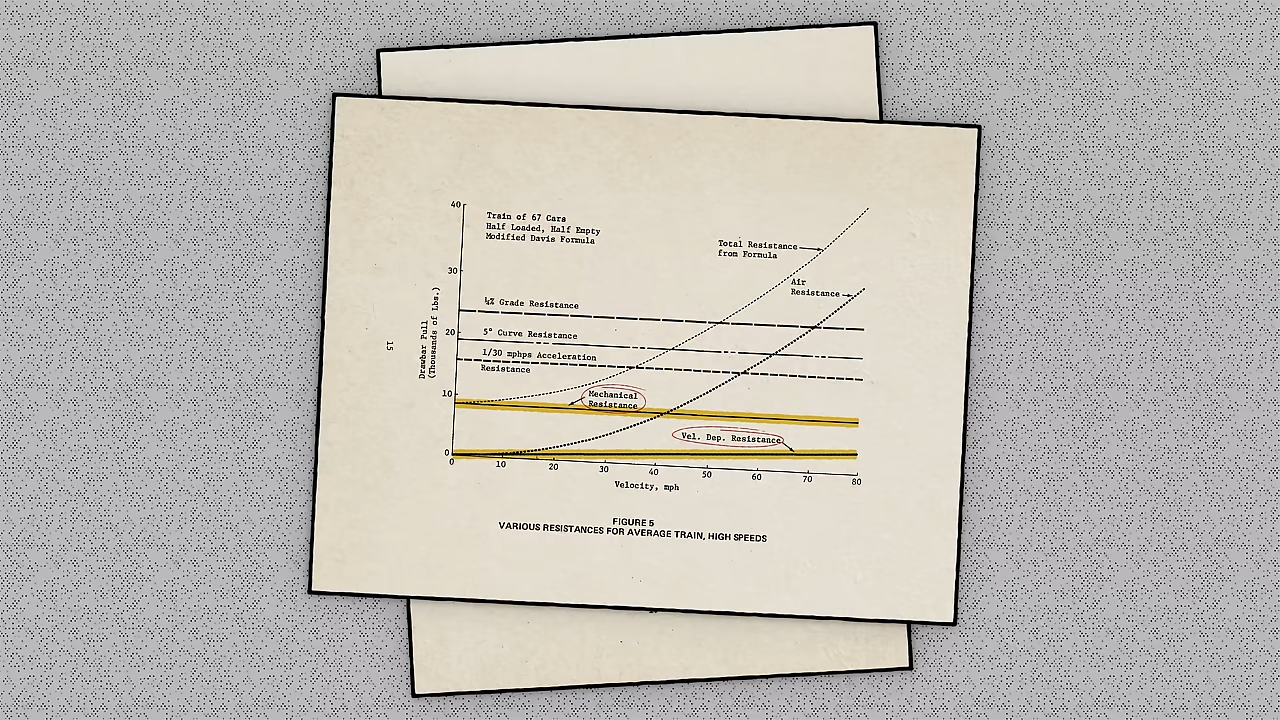 40
Train of 67 Cars
Half Loaded, Half Empty
Modified Davis Formula
Total Resistance
from Formula
Air
Resistance
30
¼% Grade Resistance
20
5° Curve Resistance
1/30 mphps Acceleration
Resistance
Mechanical
Resistance
10
Vel. Dep. Resistance
0
0 10 20 30 40 50 60 70 80
Velocity, mph
Drawbar Pull
(Thousands of Lbs.)
15
FIGURE 5
VARIOUS RESISTANCES FOR AVERAGE TRAIN, HIGH SPEEDS